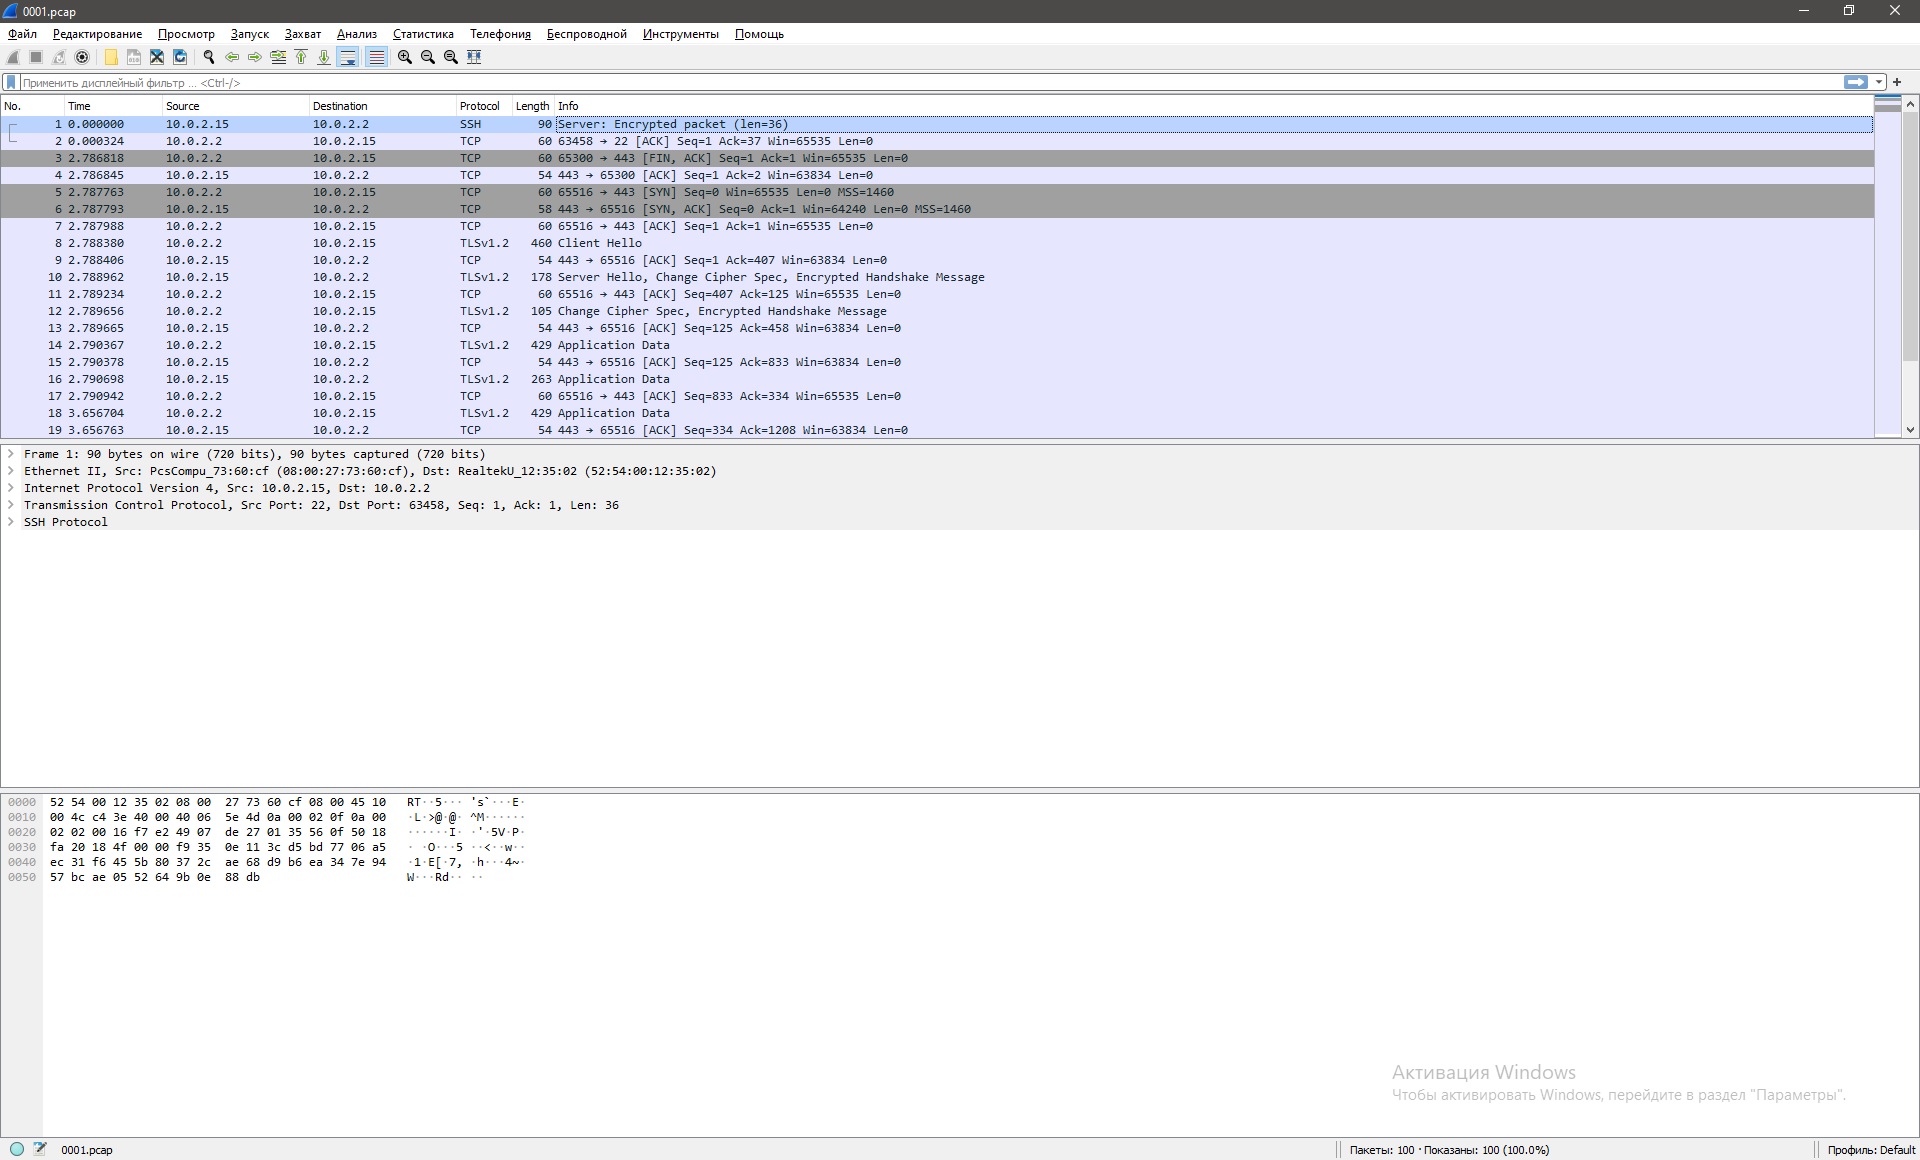 0001.pcap
Файл Редактирование Просмотр Запуск Захват Анализ Статистика Телефония Беспроводной Инструменты Помощь
Применить дисплейный фильтр ... <Ctrl-/>
No. Time Source Destination Protocol Length Info
1 0.000000 10.0.2.15 10.0.2.2 SSH 90 Server: Encrypted packet (len=36)
2 0.000324 10.0.2.2 10.0.2.15 TCP 60 63458 → 22 [ACK] Seq=1 Ack=37 Win=65535 Len=0
3 2.786818 10.0.2.2 10.0.2.15 TCP 60 65300 → 443 [FIN, ACK] Seq=1 Ack=1 Win=65535 Len=0
4 2.786845 10.0.2.15 10.0.2.2 TCP 54 443 → 65300 [ACK] Seq=1 Ack=2 Win=63834 Len=0
5 2.787763 10.0.2.2 10.0.2.15 TCP 60 65516 → 443 [SYN] Seq=0 Win=65535 Len=0 MSS=1460
6 2.787793 10.0.2.15 10.0.2.2 TCP 58 443 → 65516 [SYN, ACK] Seq=0 Ack=1 Win=64240 Len=0 MSS=1460
7 2.787988 10.0.2.2 10.0.2.15 TCP 60 65516 → 443 [ACK] Seq=1 Ack=1 Win=65535 Len=0
8 2.788380 10.0.2.2 10.0.2.15 TLSv1.2 460 Client Hello
9 2.788406 10.0.2.15 10.0.2.2 TCP 54 443 → 65516 [ACK] Seq=1 Ack=407 Win=63834 Len=0
10 2.788962 10.0.2.15 10.0.2.2 TLSv1.2 178 Server Hello, Change Cipher Spec, Encrypted Handshake Message
11 2.789234 10.0.2.2 10.0.2.15 TCP 60 65516 → 443 [ACK] Seq=407 Ack=125 Win=65535 Len=0
12 2.789656 10.0.2.2 10.0.2.15 TLSv1.2 105 Change Cipher Spec, Encrypted Handshake Message
13 2.789665 10.0.2.15 10.0.2.2 TCP 54 443 → 65516 [ACK] Seq=125 Ack=458 Win=63834 Len=0
14 2.790367 10.0.2.2 10.0.2.15 TLSv1.2 429 Application Data
15 2.790378 10.0.2.15 10.0.2.2 TCP 54 443 → 65516 [ACK] Seq=125 Ack=833 Win=63834 Len=0
16 2.790698 10.0.2.15 10.0.2.2 TLSv1.2 263 Application Data
17 2.790942 10.0.2.2 10.0.2.15 TCP 60 65516 → 443 [ACK] Seq=833 Ack=334 Win=65535 Len=0
18 3.656704 10.0.2.2 10.0.2.15 TLSv1.2 429 Application Data
19 3.656763 10.0.2.15 10.0.2.2 TCP 54 443 → 65516 [ACK] Seq=334 Ack=1208 Win=63834 Len=0
Frame 1: 90 bytes on wire (720 bits), 90 bytes captured (720 bits)
Ethernet II, Src: PcsCompu_73:60:cf (08:00:27:73:60:cf), Dst: RealtekU_12:35:02 (52:54:00:12:35:02)
Internet Protocol Version 4, Src: 10.0.2.15, Dst: 10.0.2.2
Transmission Control Protocol, Src Port: 22, Dst Port: 63458, Seq: 1, Ack: 1, Len: 36
SSH Protocol
0000 52 54 00 12 35 02 08 00 27 73 60 cf 08 00 45 10 RT··5··· 's`···E·
0010 00 4c c4 3e 40 00 40 06 5e 4d 0a 00 02 0f 0a 00 ·L·>@·@· ^M······
0020 02 02 00 16 f7 e2 49 07 de 27 01 35 56 0f 50 18 ······I· ·'·5V·P·
0030 fa 20 18 4f 00 00 f9 35 0e 11 3c d5 bd 77 06 a5 · ·O···5 ··<··w··
0040 ec 31 f6 45 5b 80 37 2c ae 68 d9 b6 ea 34 7e 94 ·1·E[·7, ·h···4~·
0050 57 bc ae 05 52 64 9b 0e 88 db W···Rd·· ··
Активация Windows
Чтобы активировать Windows, перейдите в раздел "Параметры".
0001.pcap Пакеты: 100 · Показаны: 100 (100.0%) Профиль: Default